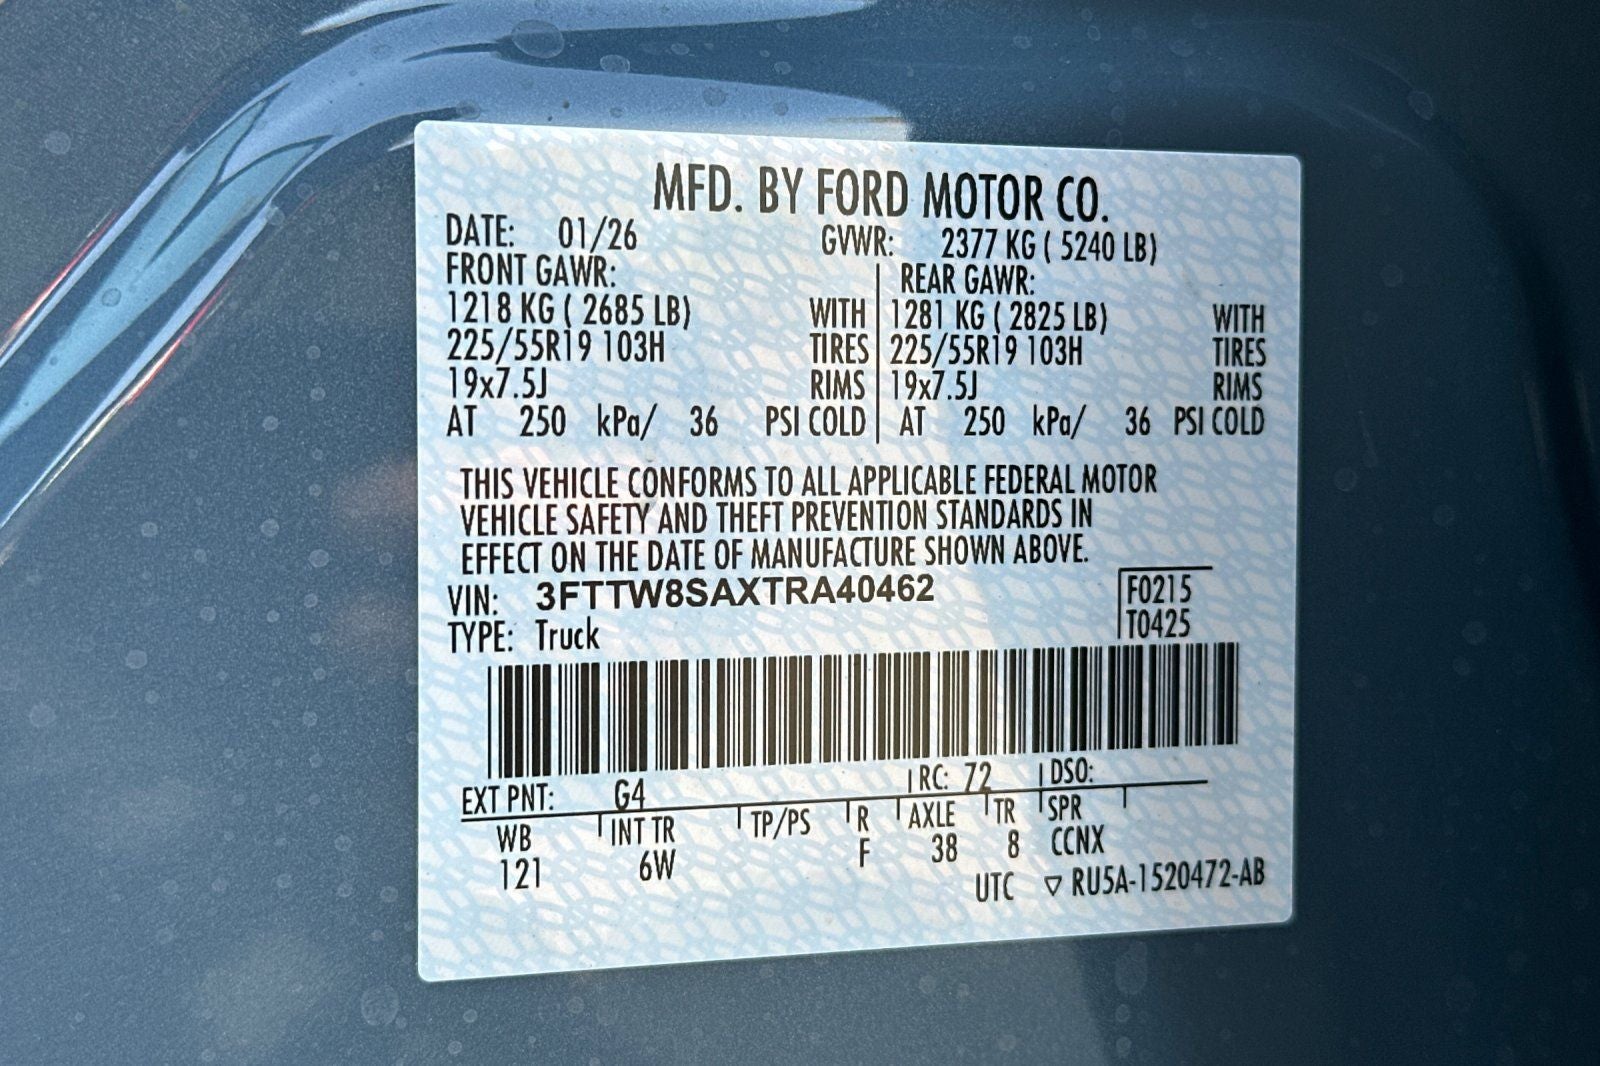 MFD. BY FORD MOTOR CO.
DATE: 01/26 GVWR: 2377 KG ( 5240 LB)
FRONT GAWR: REAR GAWR:
1218 KG ( 2685 LB) WITH 1281 KG ( 2825 LB) WITH
225/55R19 103H TIRES 225/55R19 103H TIRES
19x7.5J RIMS 19x7.5J RIMS
AT 250 kPa/ 36 PSI COLD AT 250 kPa/ 36 PSI COLD
THIS VEHICLE CONFORMS TO ALL APPLICABLE FEDERAL MOTOR
VEHICLE SAFETY AND THEFT PREVENTION STANDARDS IN
EFFECT ON THE DATE OF MANUFACTURE SHOWN ABOVE.
VIN: 3FTTW8SAXTRA40462 F0215
TYPE: Truck T0425
EXT PNT: G4 RC: 72 DSO:
WB INT TR TP/PS R AXLE TR SPR
121 6W F 38 8 CCNX
UTC ▽ RU5A-1520472-AB